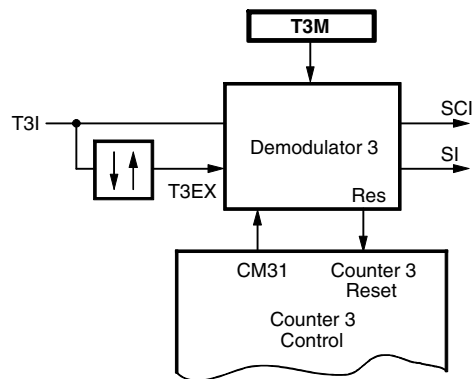 T3M
T3I
SCI
Demodulator 3
SI
T3EX
Res
CM31
Counter 3
Reset
Counter 3
Control